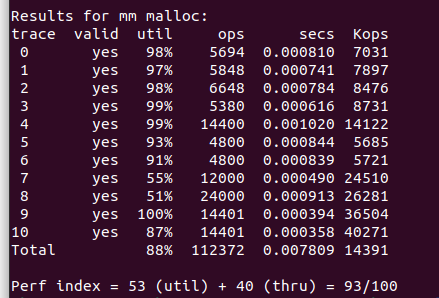 Results for mm malloc:
trace valid util ops secs Kops
0 yes 98% 5694 0.000810 7031
1 yes 97% 5848 0.000741 7897
2 yes 98% 6648 0.000784 8476
3 yes 99% 5380 0.000616 8731
4 yes 99% 14400 0.001020 14122
5 yes 93% 4800 0.000844 5685
6 yes 91% 4800 0.000839 5721
7 yes 55% 12000 0.000490 24510
8 yes 51% 24000 0.000913 26281
9 yes 100% 14401 0.000394 36504
10 yes 87% 14401 0.000358 40271
Total 88% 112372 0.007809 14391
Perf index = 53 (util) + 40 (thru) = 93/100